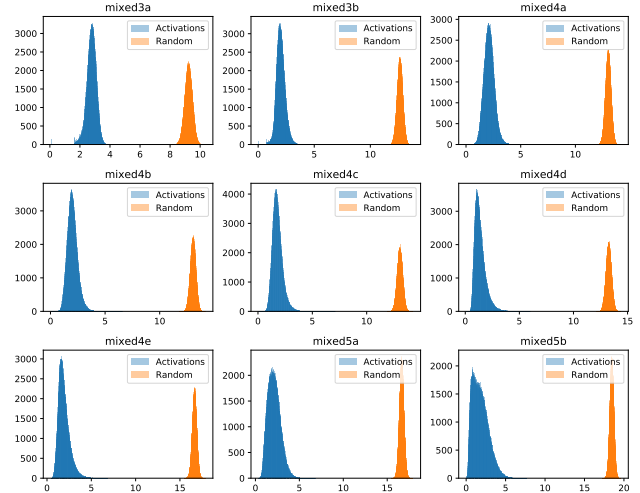 mixed3a
3000
2500
2000
1500
1000
500
0
0 2 4 6 8 10
Activations
Random
mixed3b
3000
2500
2000
1500
1000
500
0
0 5 10
Activations
Random
mixed4a
3000
2500
2000
1500
1000
500
0
0 5 10
Activations
Random
mixed4b
3000
2000
1000
0
0 5 10
Activations
Random
mixed4c
4000
3000
2000
1000
0
0 5 10
Activations
Random
mixed4d
3000
2000
1000
0
0 5 10 15
Activations
Random
mixed4e
3000
2500
2000
1500
1000
500
0
0 5 10 15
Activations
Random
mixed5a
2000
1500
1000
500
0
0 5 10 15
Activations
Random
mixed5b
2000
1500
1000
500
0
0 5 10 15 20
Activations
Random